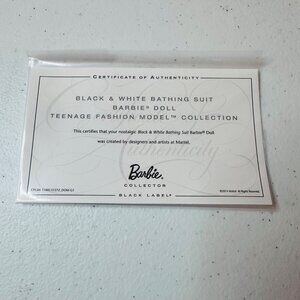 CERTIFICATE OF AUTHENTICITY
BLACK & WHITE BATHING SUIT
BARBIE® DOLL
TEENAGE FASHION MODEL™ COLLECTION
This certifies that your nostalgic Black & White Bathing Suit Barbie® Doll
was created by designers and artists at Mattel.
Authenticity
Barbie
COLLECTOR
BLACK LABEL®